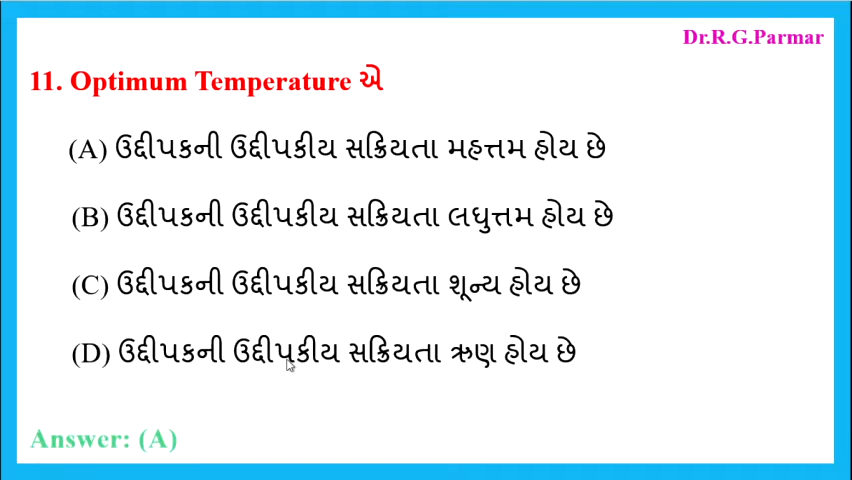 Dr.R.G.Parmar
11. Optimum Temperature એ
(A) ઉદ્દીપકની ઉદ્દીપકીય સક્રિયતા મહત્તમ હોય છે
(B) ઉદ્દીપકની ઉદ્દીપકીય સક્રિયતા લઘુત્તમ હોય છે
(C) ઉદ્દીપકની ઉદ્દીપકીય સક્રિયતા શૂન્ય હોય છે
(D) ઉદ્દીપકની ઉદ્દીપકીય સક્રિયતા ઋણ હોય છે
Answer: (A)